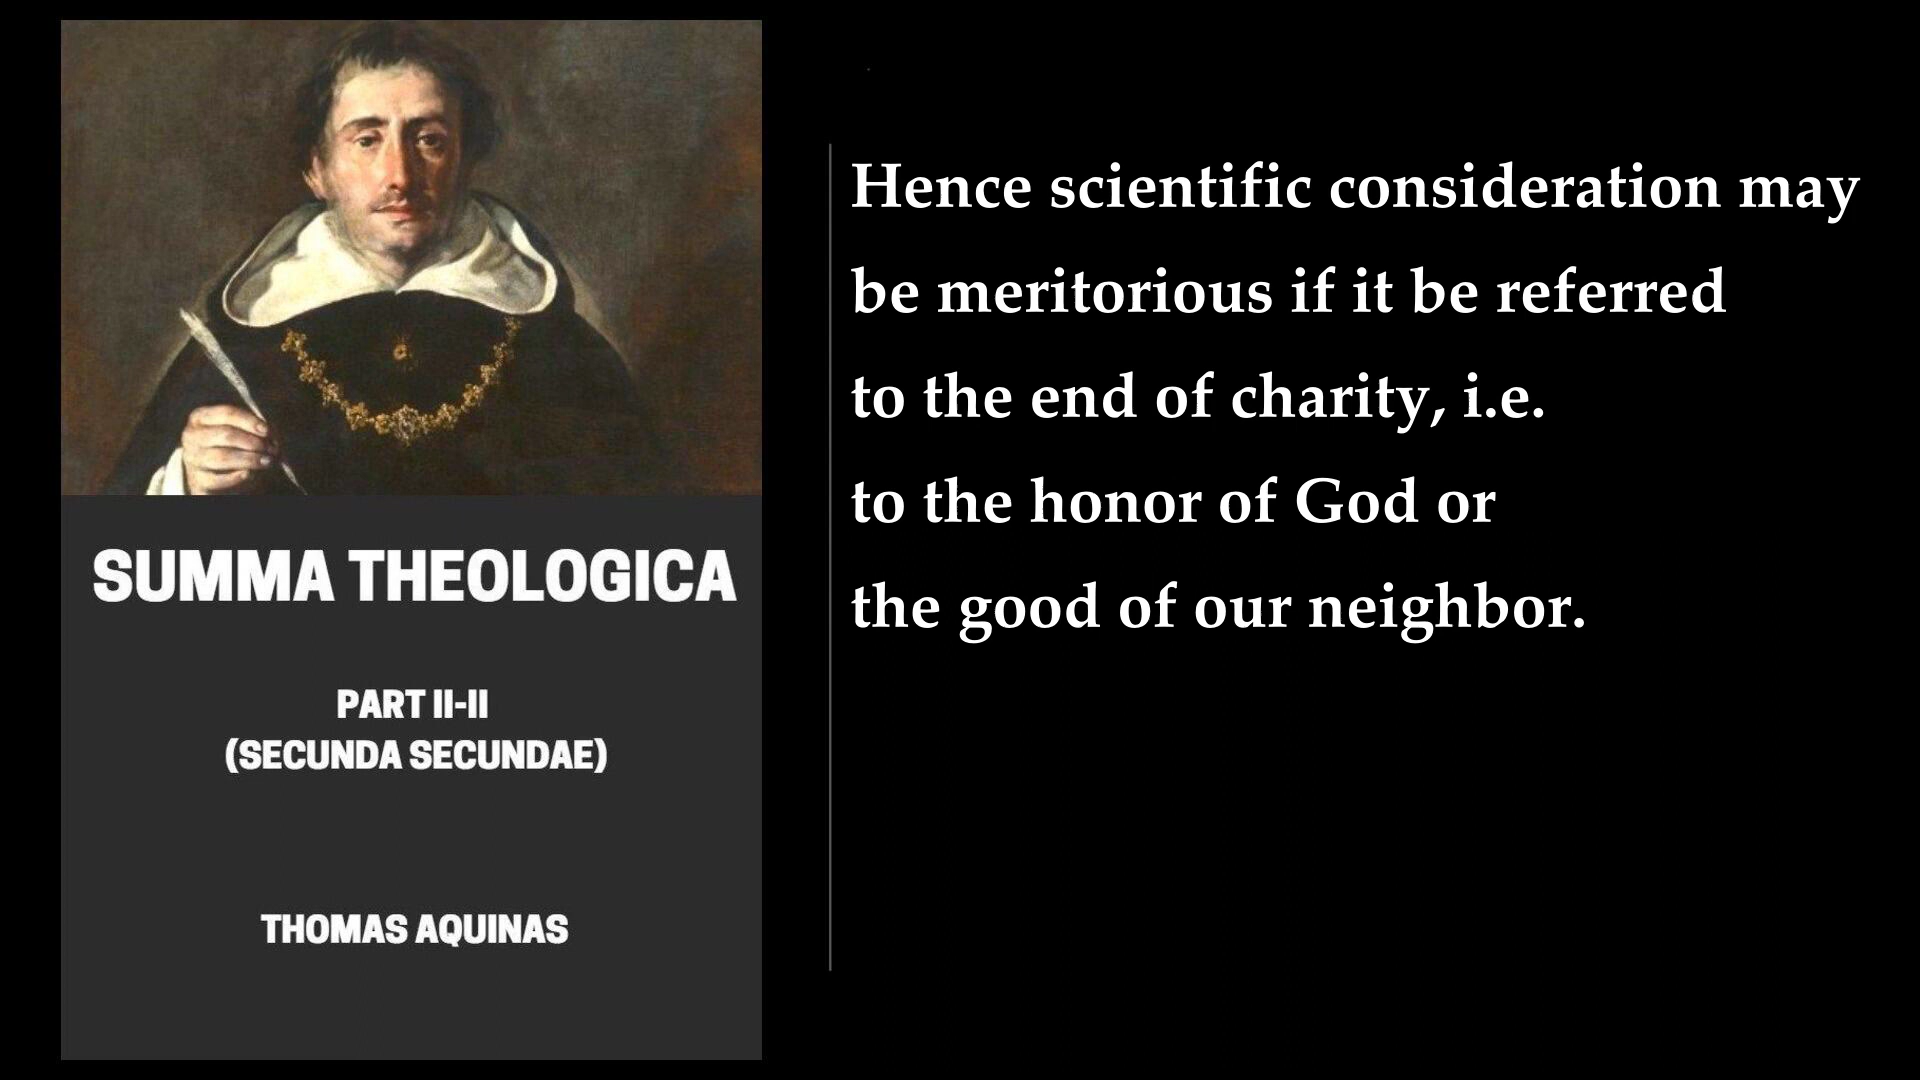 SUMMA THEOLOGICA
PART II-II
(SECUNDA SECUNDAE)
THOMAS AQUINAS
Hence scientific consideration may
be meritorious if it be referred
to the end of charity, i.e.
to the honor of God or
the good of our neighbor.